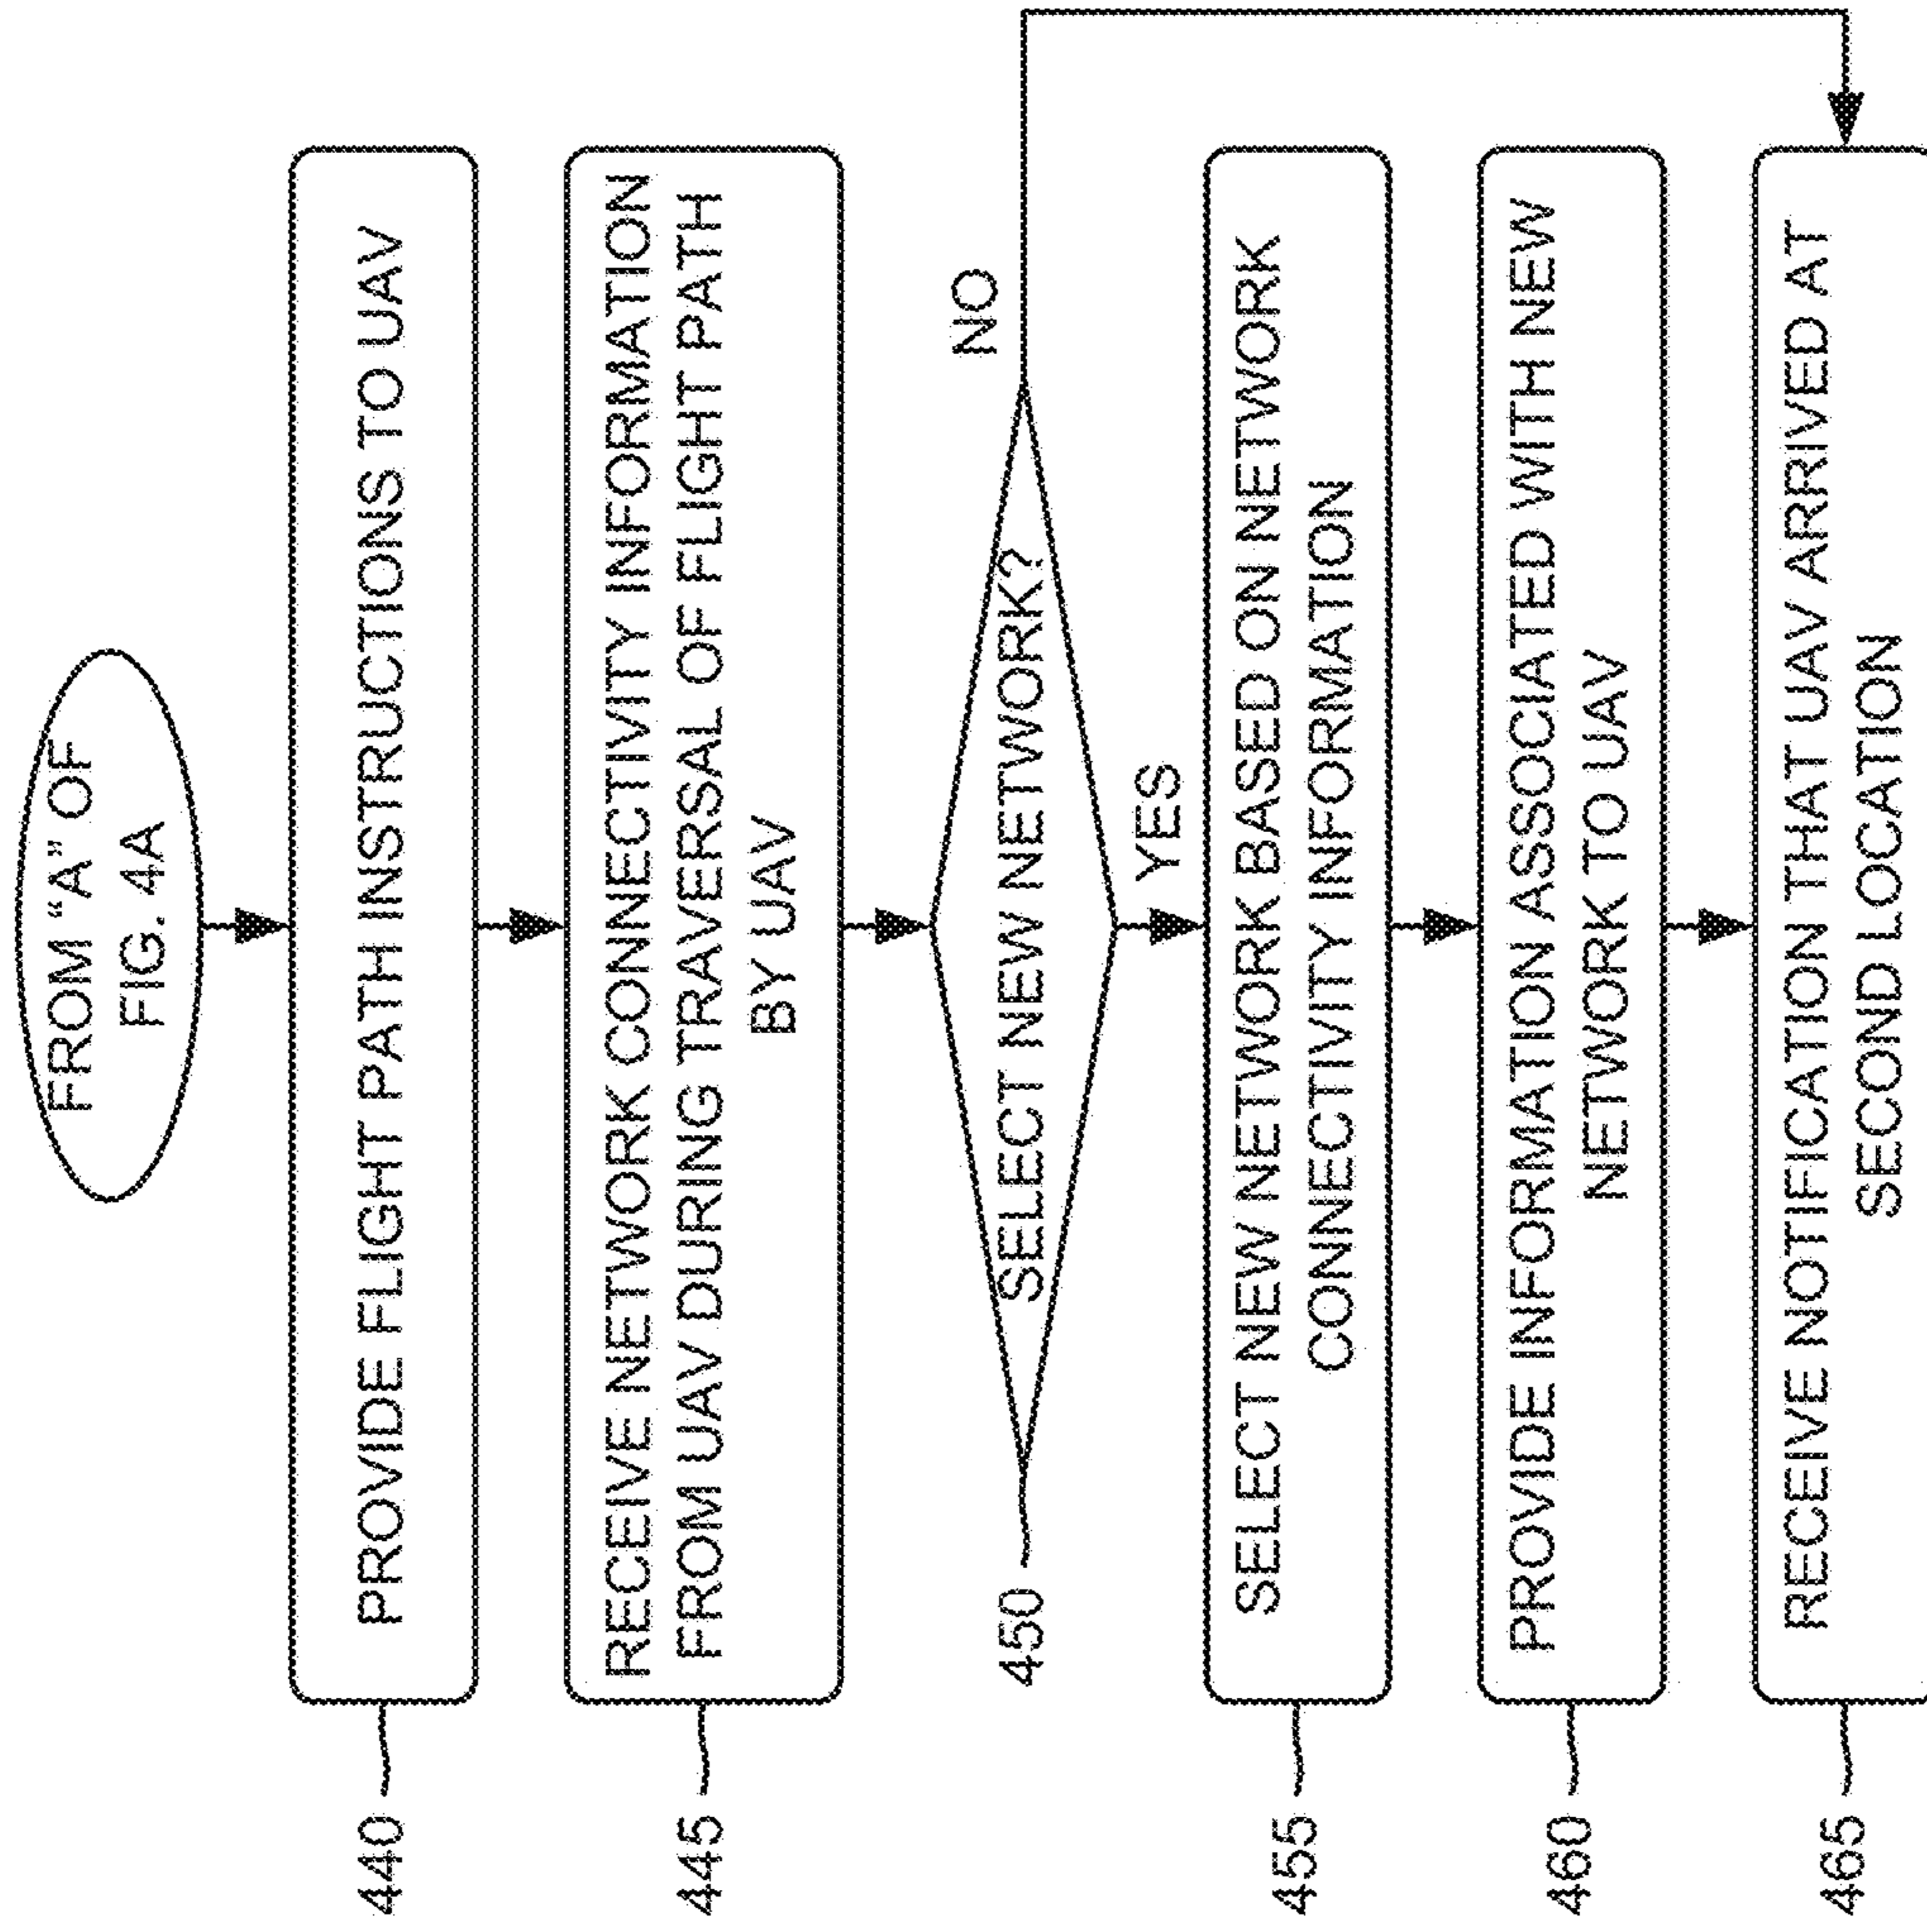 FROM “A” OF
FIG. 4A
440
PROVIDE FLIGHT PATH INSTRUCTIONS TO UAV
445
RECEIVE NETWORK CONNECTIVITY INFORMATION
FROM UAV DURING TRAVERSAL OF FLIGHT PATH
BY UAV
450
SELECT NEW NETWORK?
NO
YES
455
SELECT NEW NETWORK BASED ON NETWORK
CONNECTIVITY INFORMATION
460
PROVIDE INFORMATION ASSOCIATED WITH NEW
NETWORK TO UAV
465
RECEIVE NOTIFICATION THAT UAV ARRIVED AT
SECOND LOCATION